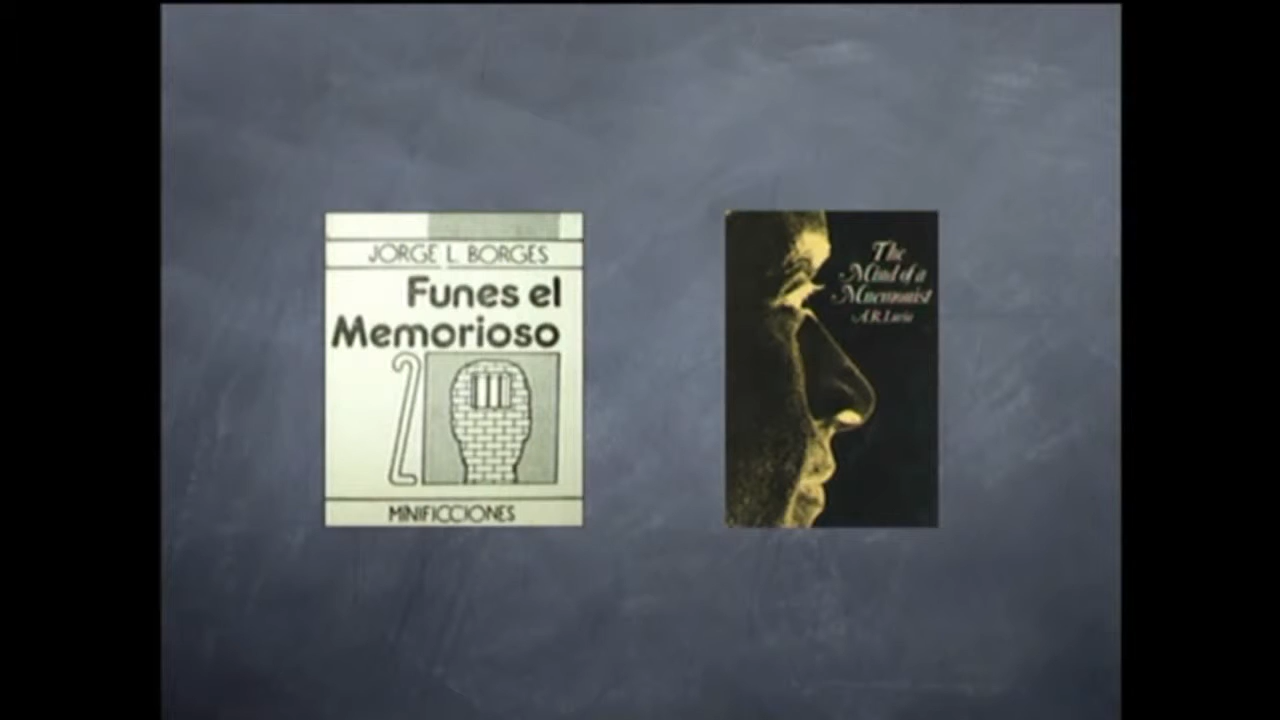 JORGE L. BORGES
Funes el
Memorioso
MINIFICCIONES
The
Mind of a
Mnemonist
A.R. Luria